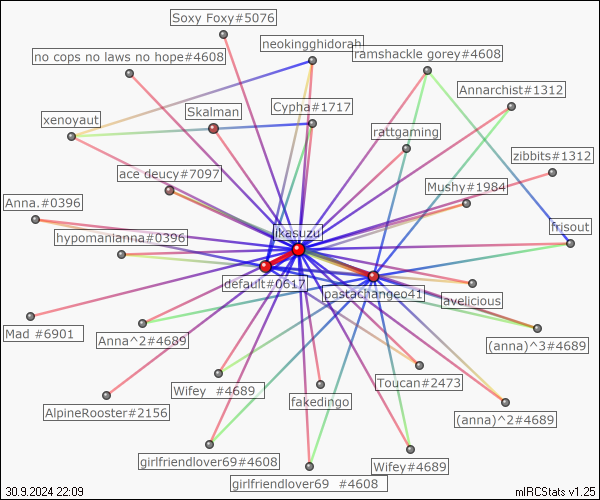 Soxy Foxy#5076
neokingghidorah
no cops no laws no hope#4608
ramshackle gorey#4608
Annarchist#1312
Skalman
Cypha#1717
xenoyaut
rattgaming
zibbits#1312
ace deucy#7097
Mushy#1984
Anna.#0396
frisout
ikasuzu
hypomanianna#0396
default#0617
pastachangeo41
avelicious
Mad #6901
Anna^2#4689
(anna)^3#4689
Wifey  #4689
Toucan#2473
AlpineRooster#2156
fakedingo
(anna)^2#4689
girlfriendlover69#4608
Wifey#4689
girlfriendlover69  #4608
30.9.2024 22:09
mIRCStats v1.25